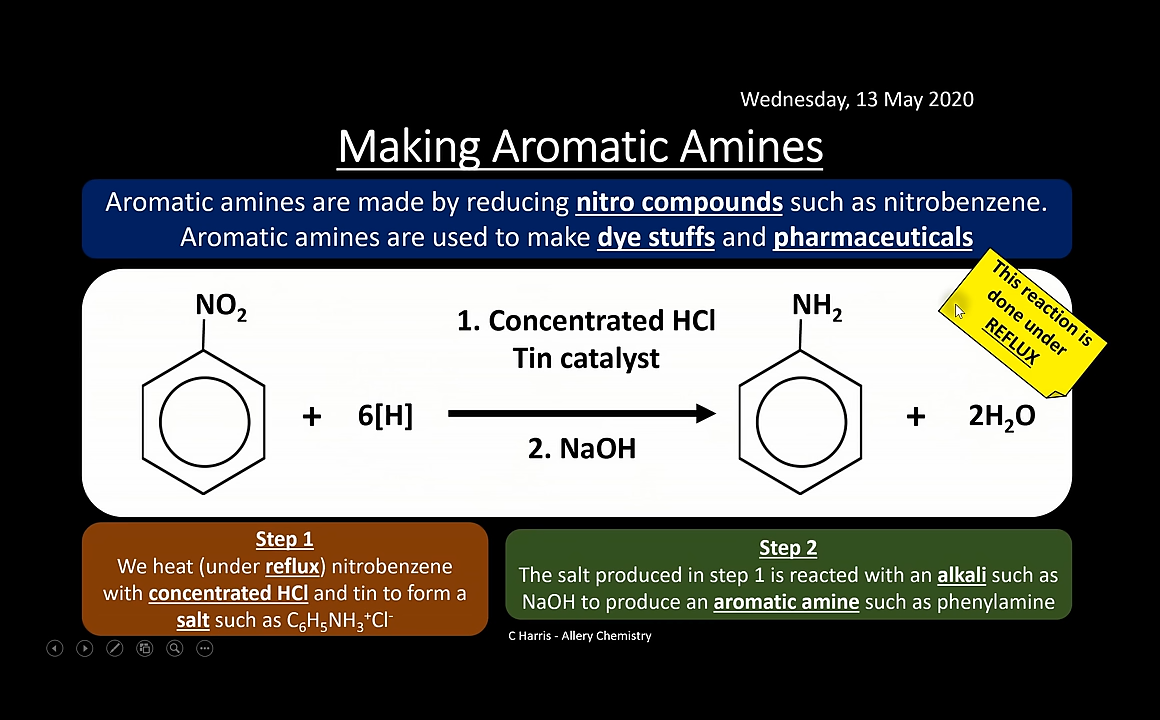 Wednesday, 13 May 2020
Making Aromatic Amines
Aromatic amines are made by reducing nitro compounds such as nitrobenzene.
Aromatic amines are used to make dye stuffs and pharmaceuticals
This reaction is
done under
REFLUX
NO₂
1. Concentrated HCl
Tin catalyst
NH₂
+ 6[H]
+ 2H₂O
2. NaOH
Step 1
We heat (under reflux) nitrobenzene
with concentrated HCl and tin to form a
salt such as C₆H₅NH₃⁺Cl⁻
Step 2
The salt produced in step 1 is reacted with an alkali such as
NaOH to produce an aromatic amine such as phenylamine
C Harris - Allery Chemistry